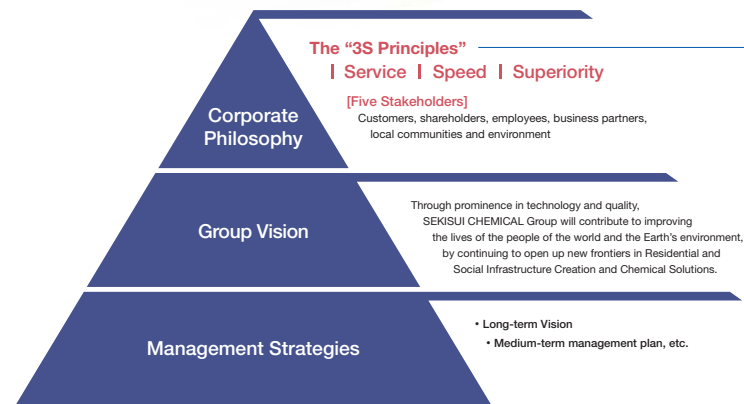 The “3S Principles”
Service | Speed | Superiority
[Five Stakeholders]
Customers, shareholders, employees, business partners,
local communities and environment
Corporate
Philosophy
Group Vision
Through prominence in technology and quality,
SEKISUI CHEMICAL Group will contribute to improving
the lives of the people of the world and the Earth’s environment,
by continuing to open up new frontiers in Residential and
Social Infrastructure Creation and Chemical Solutions.
Management Strategies
• Long-term Vision
• Medium-term management plan, etc.